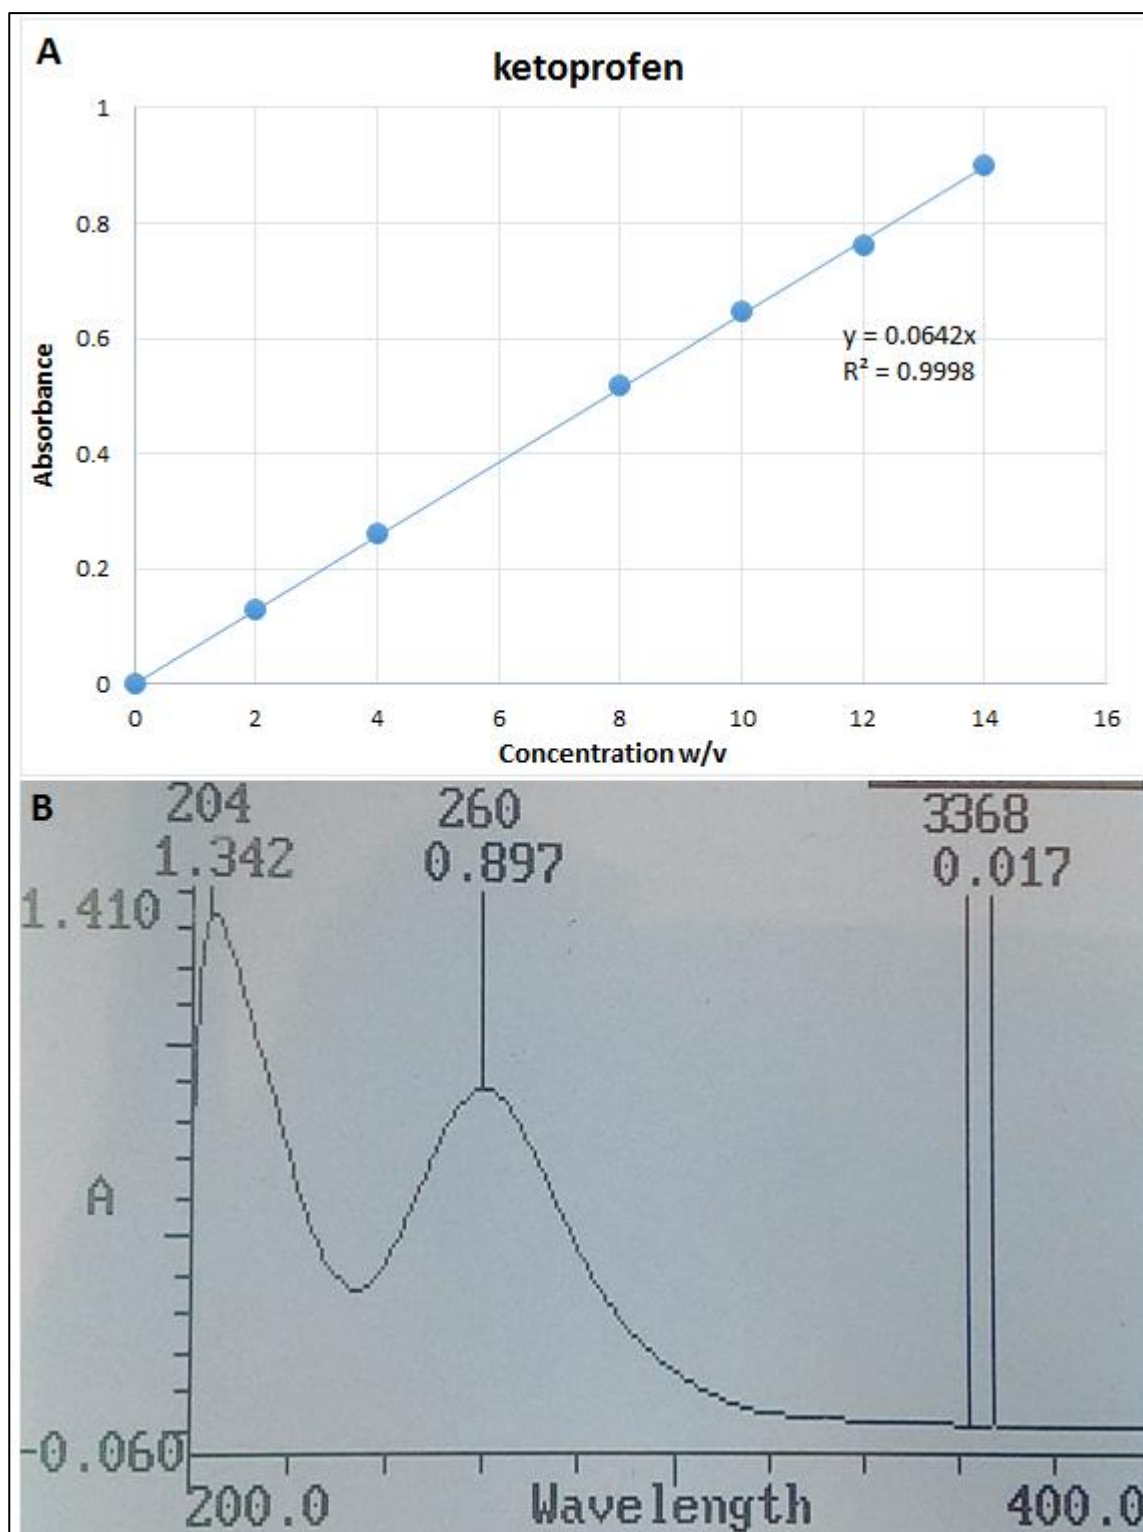 A
ketoprofen
1
0.8
0.6
0.4
0.2
0
Absorbance
y = 0.0642x
R² = 0.9998
0 2 4 6 8 10 12 14 16
Concentration w/v
B
204 260 3368
1.342 0.897 0.017
1.410
A
-0.060
200.0 Wavelength 400.0